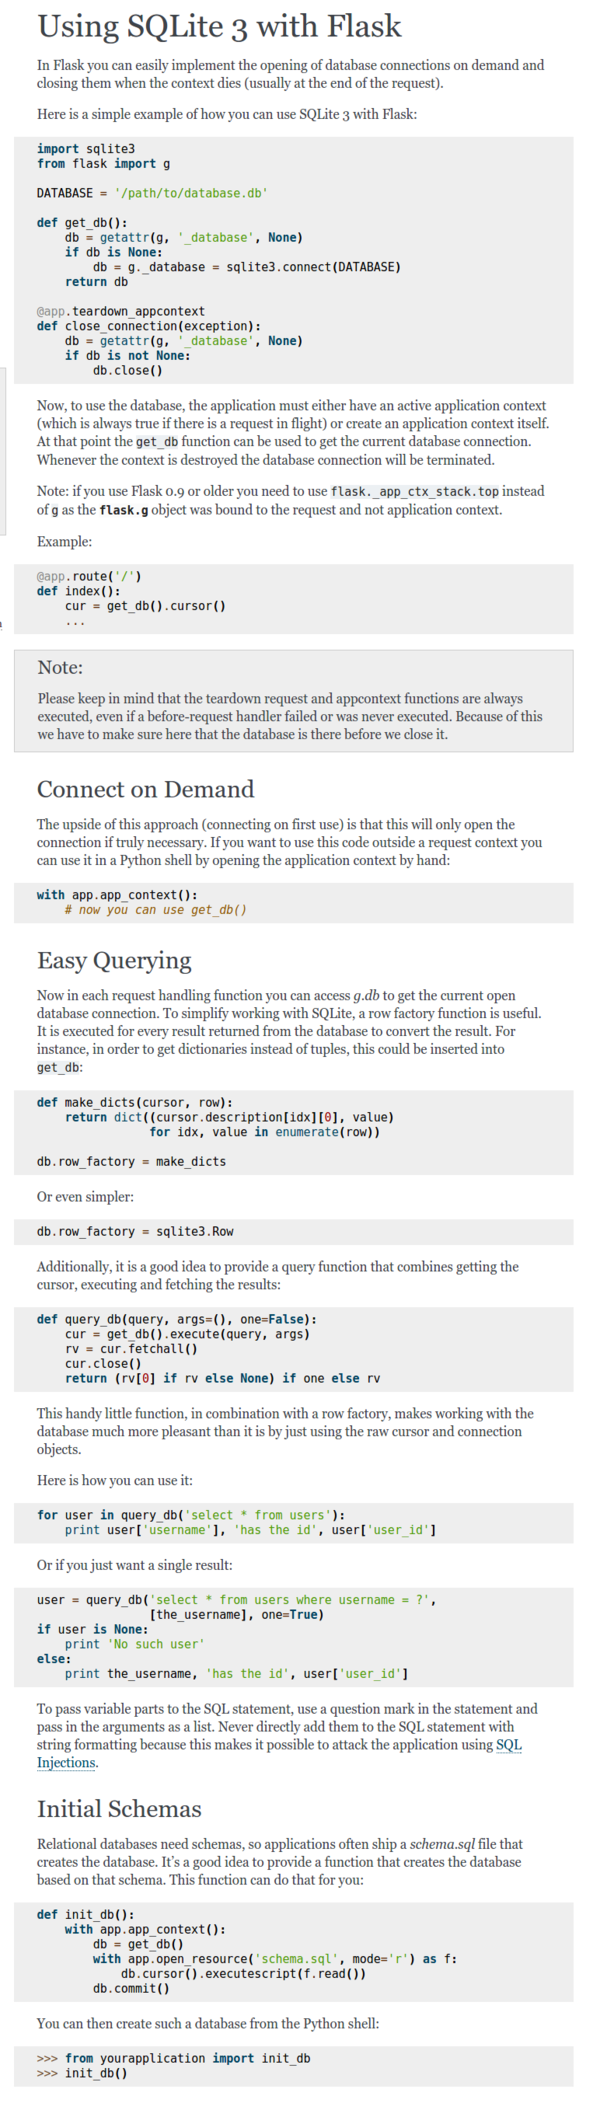 Using SQLite 3 with Flask
In Flask you can easily implement the opening of database connections on demand and
closing them when the context dies (usually at the end of the request).
Here is a simple example of how you can use SQLite 3 with Flask:
import sqlite3
from flask import g
DATABASE = '/path/to/database.db'
def get_db():
    db = getattr(g, '_database', None)
    if db is None:
        db = g._database = sqlite3.connect(DATABASE)
    return db
@app.teardown_appcontext
def close_connection(exception):
    db = getattr(g, '_database', None)
    if db is not None:
        db.close()
Now, to use the database, the application must either have an active application context
(which is always true if there is a request in flight) or create an application context itself.
At that point the get_db function can be used to get the current database connection.
Whenever the context is destroyed the database connection will be terminated.
Note: if you use Flask 0.9 or older you need to use flask._app_ctx_stack.top instead
of g as the flask.g object was bound to the request and not application context.
Example:
@app.route('/')
def index():
    cur = get_db().cursor()
    ...
Note:
Please keep in mind that the teardown request and appcontext functions are always
executed, even if a before-request handler failed or was never executed. Because of this
we have to make sure here that the database is there before we close it.
Connect on Demand
The upside of this approach (connecting on first use) is that this will only open the
connection if truly necessary. If you want to use this code outside a request context you
can use it in a Python shell by opening the application context by hand:
with app.app_context():
    # now you can use get_db()
Easy Querying
Now in each request handling function you can access g.db to get the current open
database connection. To simplify working with SQLite, a row factory function is useful.
It is executed for every result returned from the database to convert the result. For
instance, in order to get dictionaries instead of tuples, this could be inserted into
get_db:
def make_dicts(cursor, row):
    return dict((cursor.description[idx][0], value)
                for idx, value in enumerate(row))
db.row_factory = make_dicts
Or even simpler:
db.row_factory = sqlite3.Row
Additionally, it is a good idea to provide a query function that combines getting the
cursor, executing and fetching the results:
def query_db(query, args=(), one=False):
    cur = get_db().execute(query, args)
    rv = cur.fetchall()
    cur.close()
    return (rv[0] if rv else None) if one else rv
This handy little function, in combination with a row factory, makes working with the
database much more pleasant than it is by just using the raw cursor and connection
objects.
Here is how you can use it:
for user in query_db('select * from users'):
    print user['username'], 'has the id', user['user_id']
Or if you just want a single result:
user = query_db('select * from users where username = ?',
                [the_username], one=True)
if user is None:
    print 'No such user'
else:
    print the_username, 'has the id', user['user_id']
To pass variable parts to the SQL statement, use a question mark in the statement and
pass in the arguments as a list. Never directly add them to the SQL statement with
string formatting because this makes it possible to attack the application using SQL
Injections.
Initial Schemas
Relational databases need schemas, so applications often ship a schema.sql file that
creates the database. It's a good idea to provide a function that creates the database
based on that schema. This function can do that for you:
def init_db():
    with app.app_context():
        db = get_db()
        with app.open_resource('schema.sql', mode='r') as f:
            db.cursor().executescript(f.read())
        db.commit()
You can then create such a database from the Python shell:
>>> from yourapplication import init_db
>>> init_db()